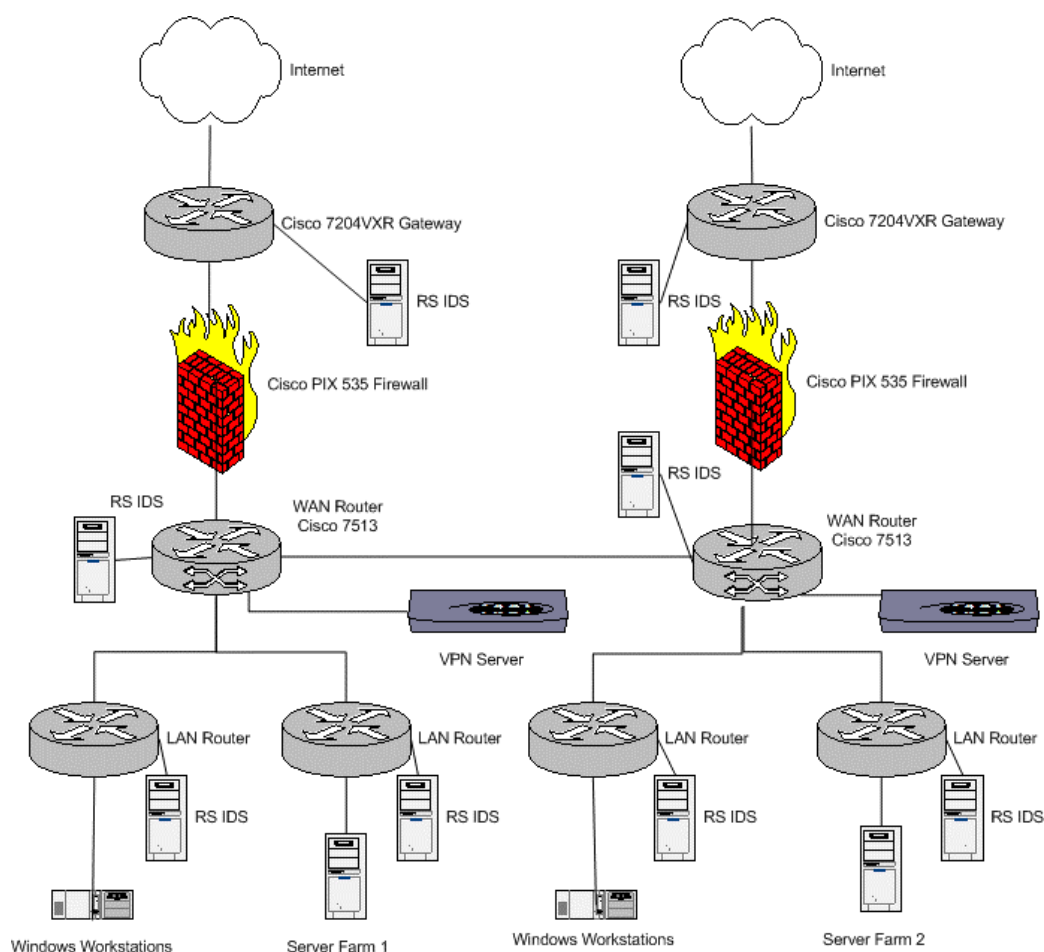 Internet
Internet
Cisco 7204VXR Gateway
Cisco 7204VXR Gateway
RS IDS
RS IDS
Cisco PIX 535 Firewall
Cisco PIX 535 Firewall
RS IDS
RS IDS
WAN Router
Cisco 7513
WAN Router
Cisco 7513
VPN Server
VPN Server
LAN Router
LAN Router
LAN Router
LAN Router
RS IDS
RS IDS
RS IDS
RS IDS
Windows Workstations
Server Farm 1
Windows Workstations
Server Farm 2